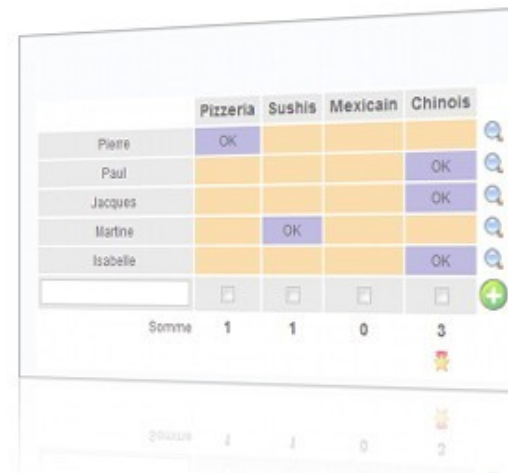 Pizzeria Sushis Mexicain Chinois
Pierre OK
Paul OK
Jacques OK
Martine OK
Isabelle OK
Somme 1 1 0 3